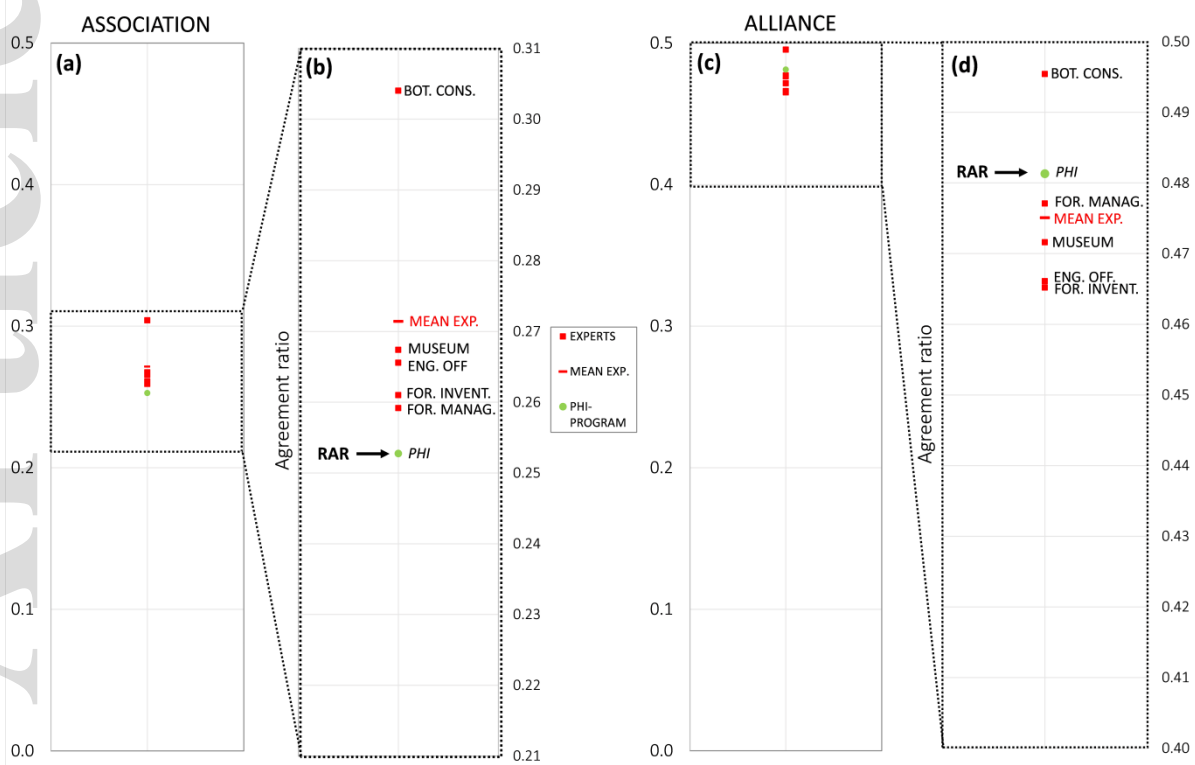 ASSOCIATION
0.5
0.4
0.3
0.2
0.1
0.0
(a)
(b)
BOT. CONS.
MEAN EXP.
MUSEUM
ENG. OFF
FOR. INVENT.
FOR. MANAG.
RAR
PHI
0.31
0.30
0.29
0.28
0.27
0.26
0.25
0.24
0.23
0.22
0.21
Agreement ratio
EXPERTS
MEAN EXP.
PHI-
PROGRAM
ALLIANCE
0.5
0.4
0.3
0.2
0.1
0.0
(c)
(d)
BOT. CONS.
RAR
PHI
FOR. MANAG.
MEAN EXP.
MUSEUM
ENG. OFF.
FOR. INVENT.
0.50
0.49
0.48
0.47
0.46
0.45
0.44
0.43
0.42
0.41
0.40
Agreement ratio